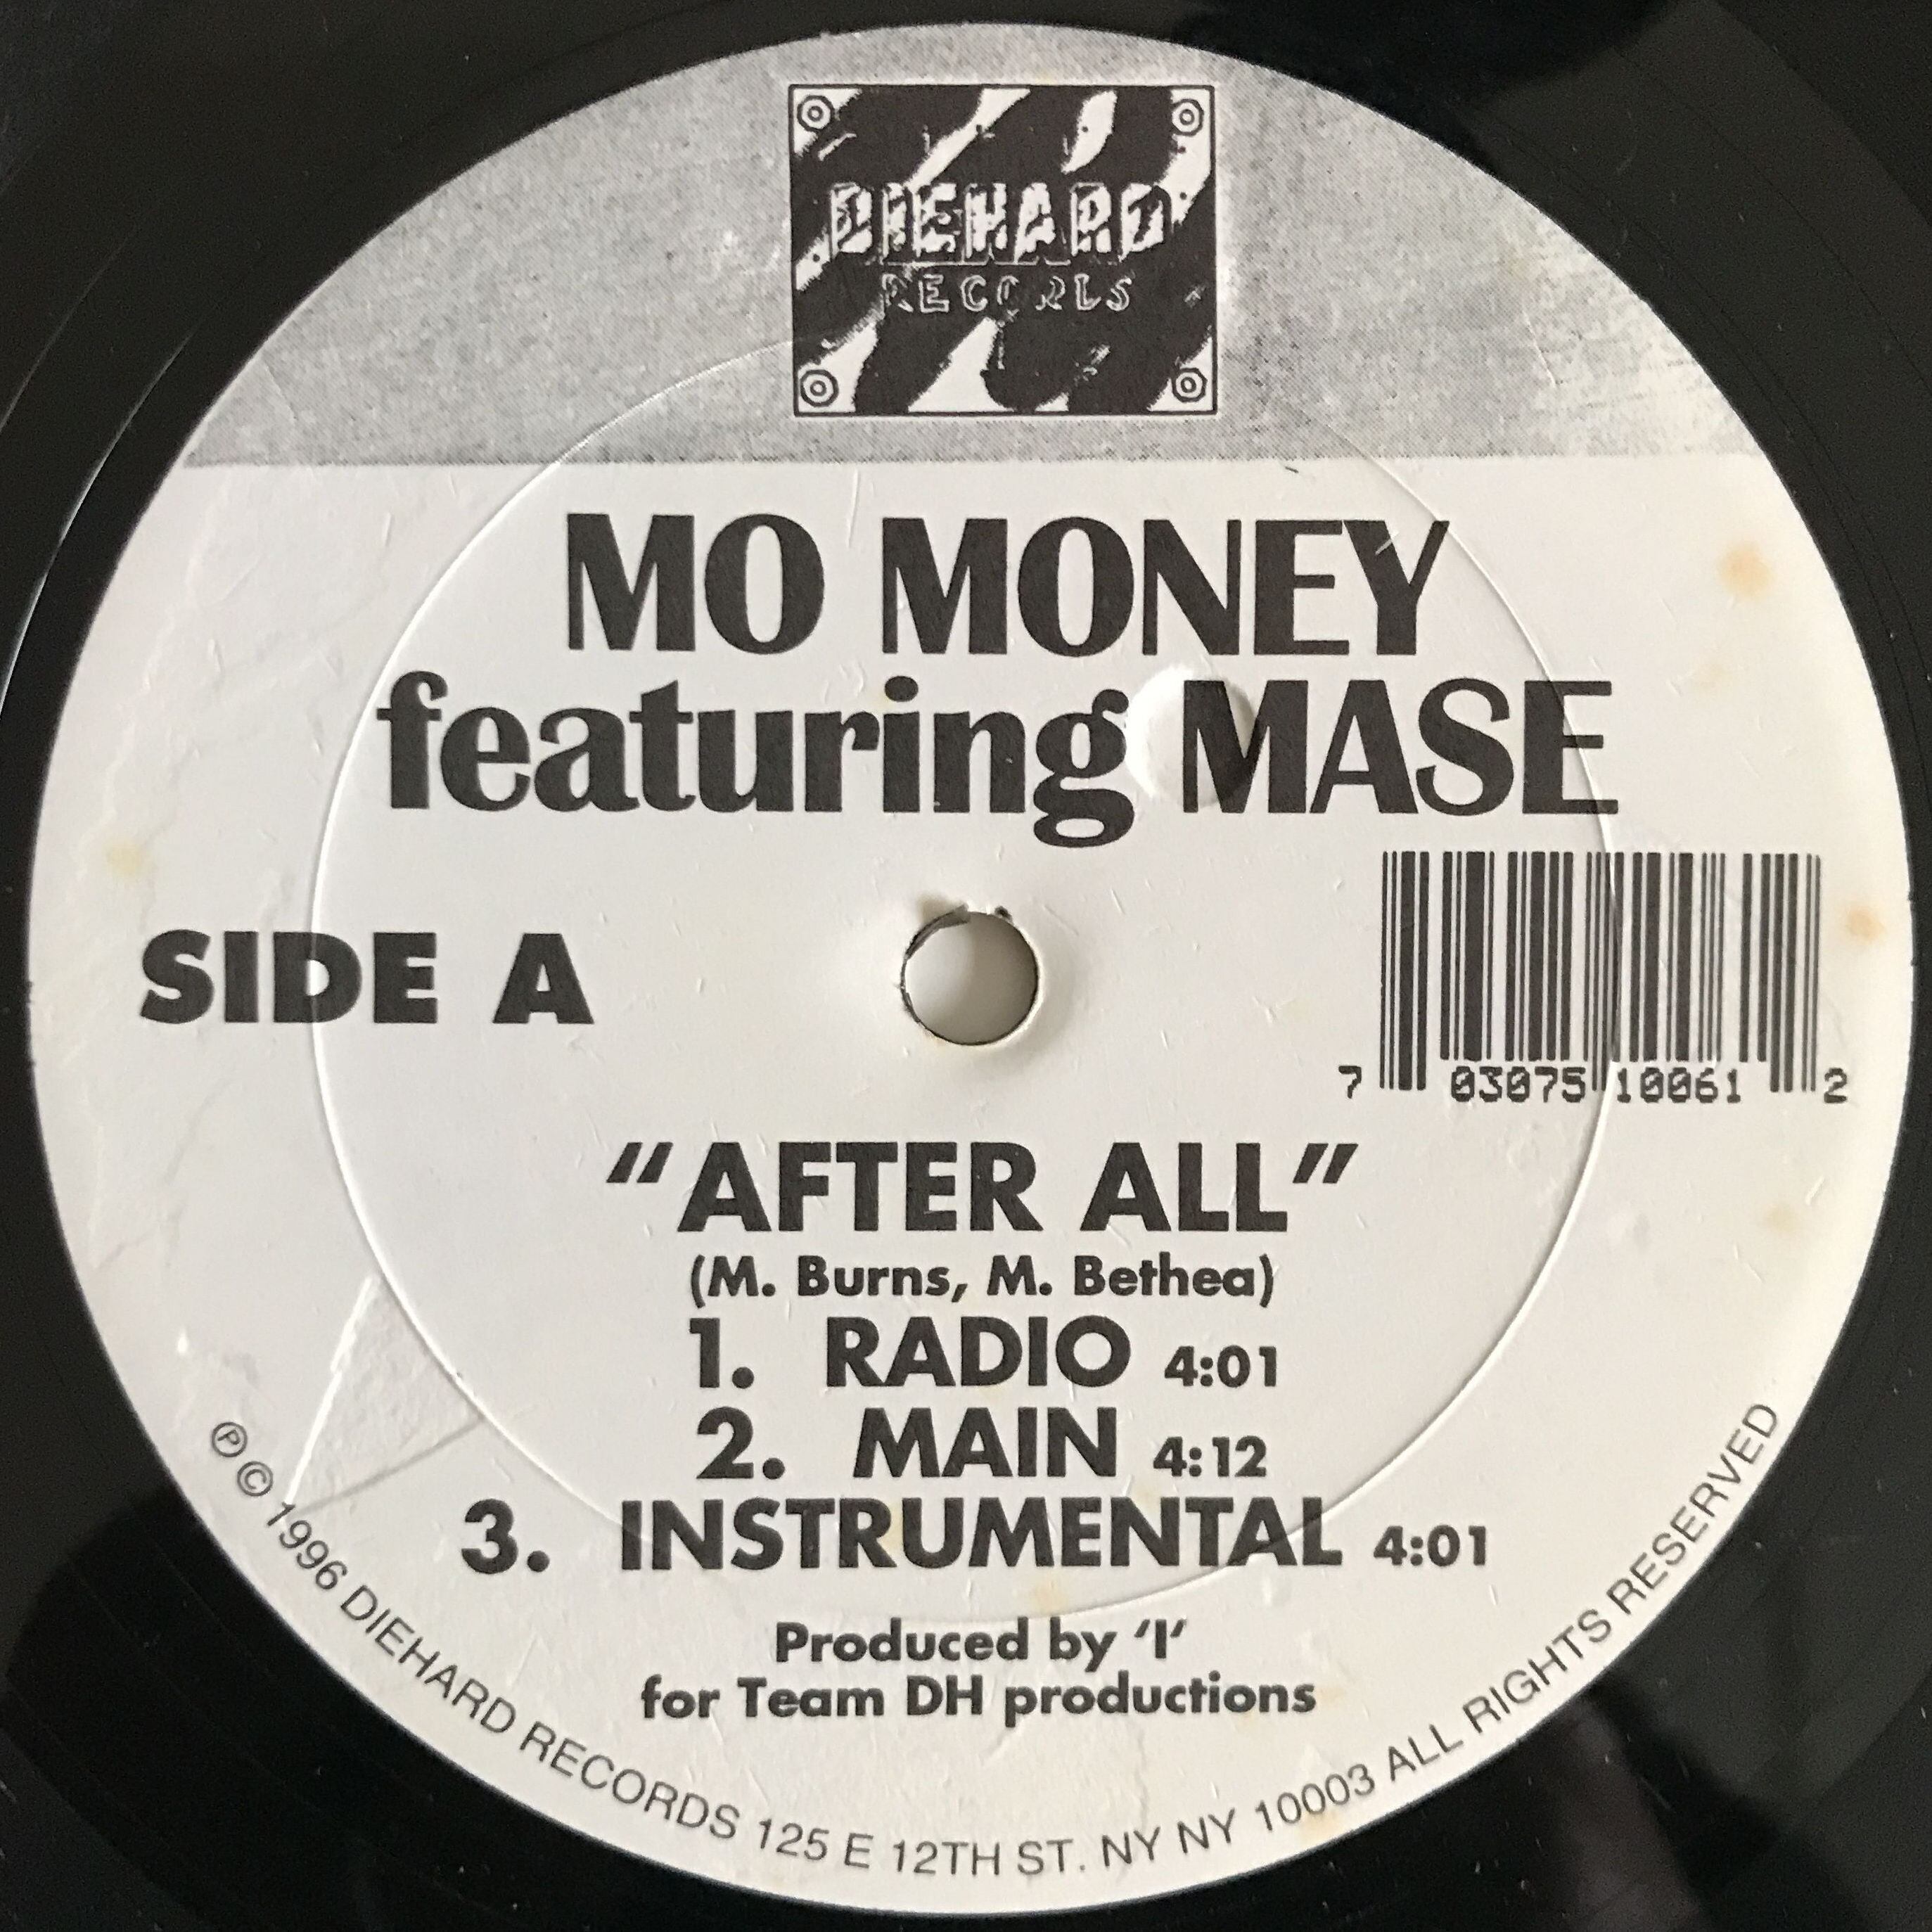 DIEHARD
RECORDS
MO MONEY
featuring MASE
SIDE A
7 03075 10061 2
"AFTER ALL"
(M. Burns, M. Bethea)
1. RADIO 4:01
2. MAIN 4:12
3. INSTRUMENTAL 4:01
Produced by 'I'
for Team DH productions
℗ © 1996 DIEHARD RECORDS 125 E 12TH ST. NY NY 10003 ALL RIGHTS RESERVED